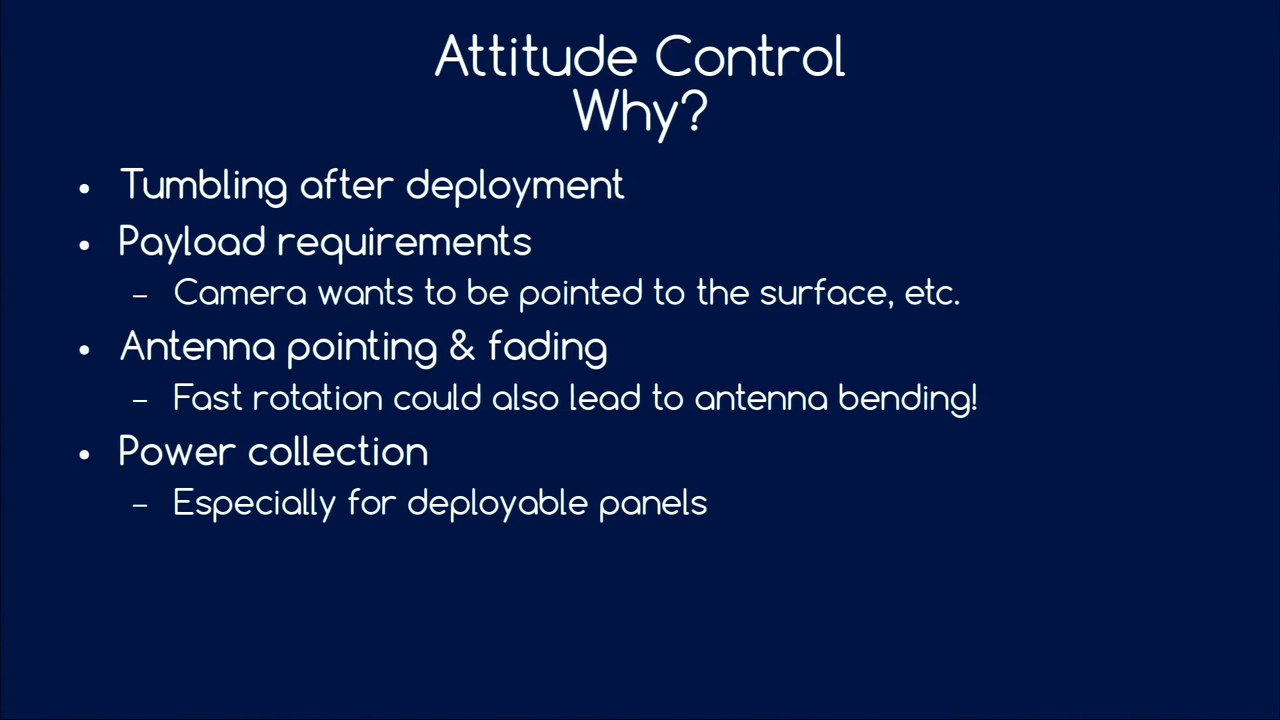 Attitude Control
Why?
• Tumbling after deployment
• Payload requirements
– Camera wants to be pointed to the surface, etc.
• Antenna pointing & fading
– Fast rotation could also lead to antenna bending!
• Power collection
– Especially for deployable panels